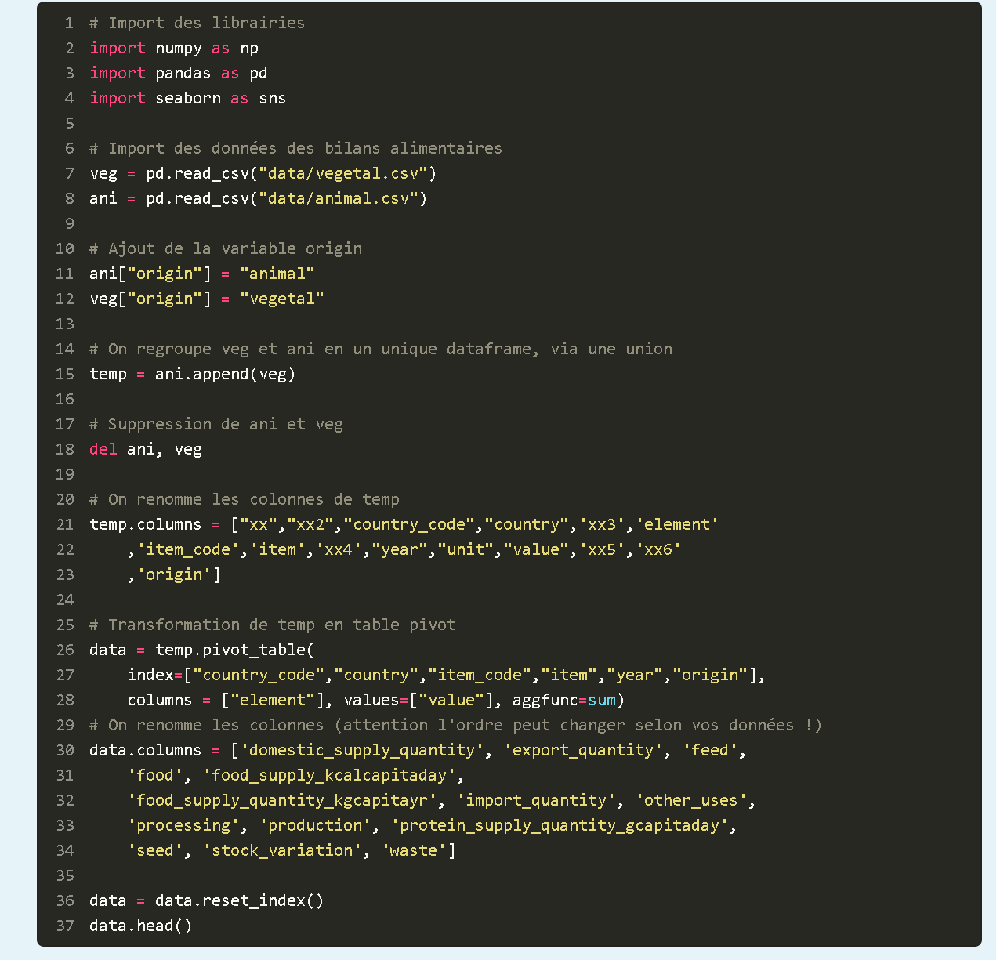 1 # Import des librairies
2 import numpy as np
3 import pandas as pd
4 import seaborn as sns
5
6 # Import des données des bilans alimentaires
7 veg = pd.read_csv("data/vegetal.csv")
8 ani = pd.read_csv("data/animal.csv")
9
10 # Ajout de la variable origin
11 ani["origin"] = "animal"
12 veg["origin"] = "vegetal"
13
14 # On regroupe veg et ani en un unique dataframe, via une union
15 temp = ani.append(veg)
16
17 # Suppression de ani et veg
18 del ani, veg
19
20 # On renomme les colonnes de temp
21 temp.columns = ["xx","xx2","country_code","country",'xx3','element'
22     ,'item_code','item','xx4',"year","unit","value",'xx5','xx6'
23     ,'origin']
24
25 # Transformation de temp en table pivot
26 data = temp.pivot_table(
27     index=["country_code","country","item_code","item","year","origin"],
28     columns = ["element"], values=["value"], aggfunc=sum)
29 # On renomme les colonnes (attention l'ordre peut changer selon vos données !)
30 data.columns = ['domestic_supply_quantity', 'export_quantity', 'feed',
31     'food', 'food_supply_kcalcapitaday',
32     'food_supply_quantity_kgcapitayr', 'import_quantity', 'other_uses',
33     'processing', 'production', 'protein_supply_quantity_gcapitaday',
34     'seed', 'stock_variation', 'waste']
35
36 data = data.reset_index()
37 data.head()